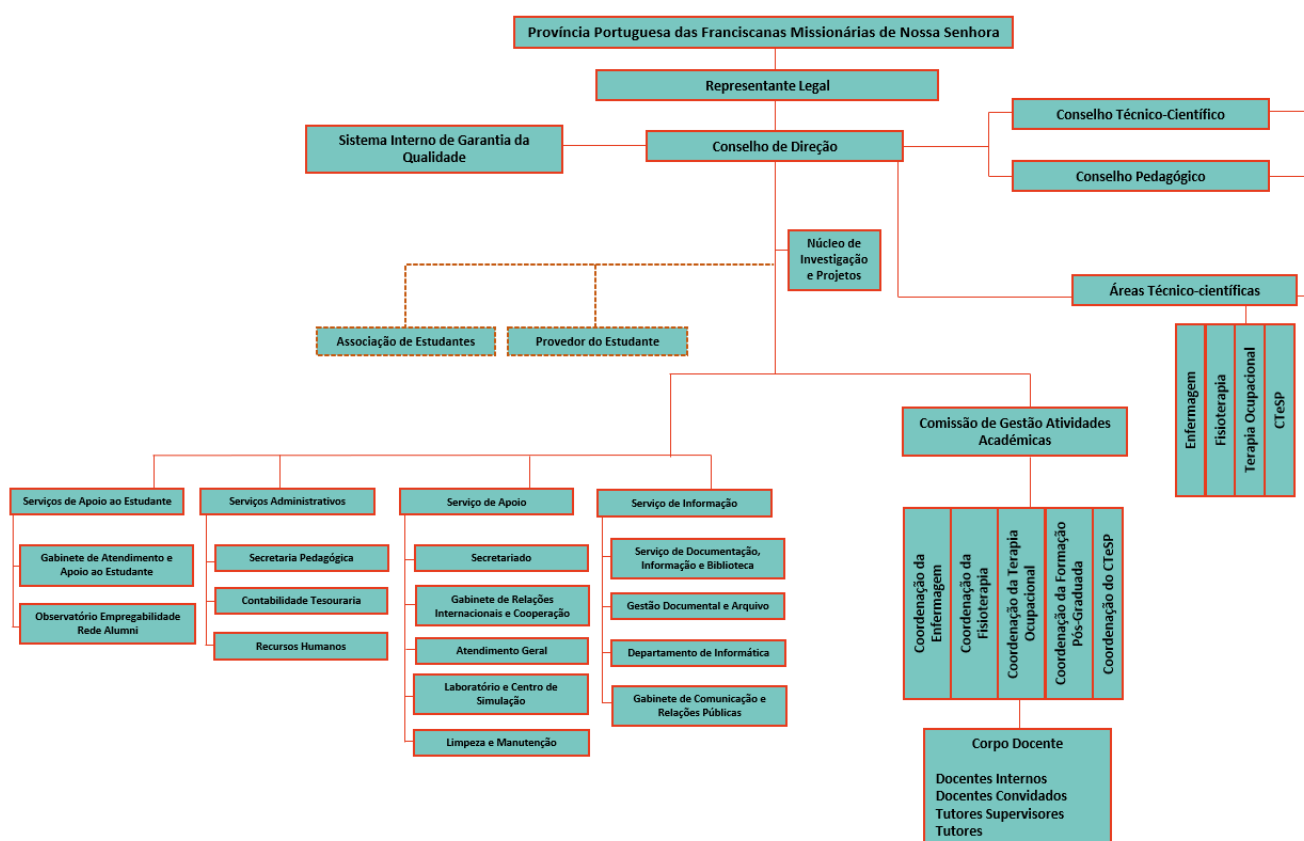 Província Portuguesa das Franciscanas Missionárias de Nossa Senhora
Representante Legal
Conselho Técnico-Científico
Sistema Interno de Garantia da
Qualidade
Conselho de Direção
Conselho Pedagógico
Núcleo de
Investigação
e Projetos
Áreas Técnico-científicas
Associação de Estudantes
Provedor do Estudante
Enfermagem
Fisioterapia
Terapia Ocupacional
CTeSP
Comissão de Gestão Atividades
Académicas
Serviços de Apoio ao Estudante
Gabinete de Atendimento e
Apoio ao Estudante
Observatório Empregabilidade
Rede Alumni
Serviços Administrativos
Secretaria Pedagógica
Contabilidade Tesouraria
Recursos Humanos
Serviço de Apoio
Secretariado
Gabinete de Relações
Internacionais e Cooperação
Atendimento Geral
Laboratório e Centro de
Simulação
Limpeza e Manutenção
Serviço de Informação
Serviço de Documentação,
Informação e Biblioteca
Gestão Documental e Arquivo
Departamento de Informática
Gabinete de Comunicação e
Relações Públicas
Coordenação da
Enfermagem
Coordenação da
Fisioterapia
Coordenação da Terapia
Ocupacional
Coordenação da Formação
Pós-Graduada
Coordenação do CTeSP
Corpo Docente
Docentes Internos
Docentes Convidados
Tutores Supervisores
Tutores